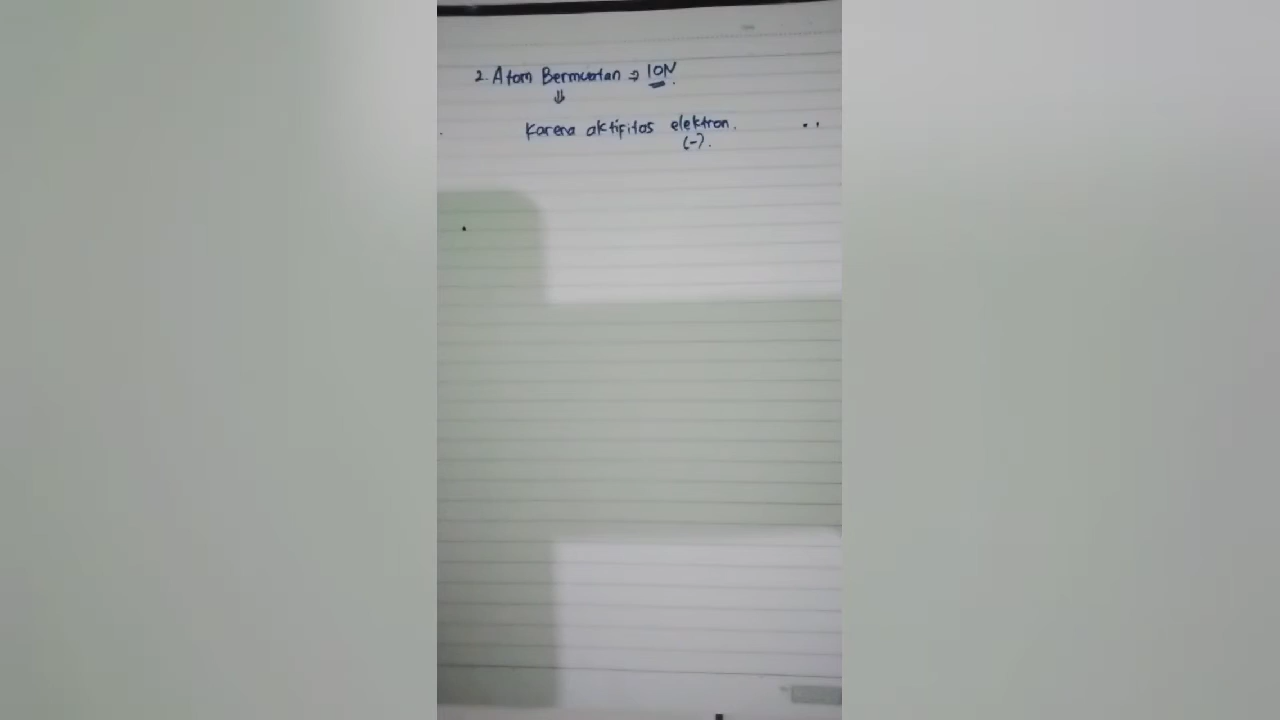 2. Atom Bermuatan ⇒ ION.
⇓
Karena aktifitas elektron.
(-).